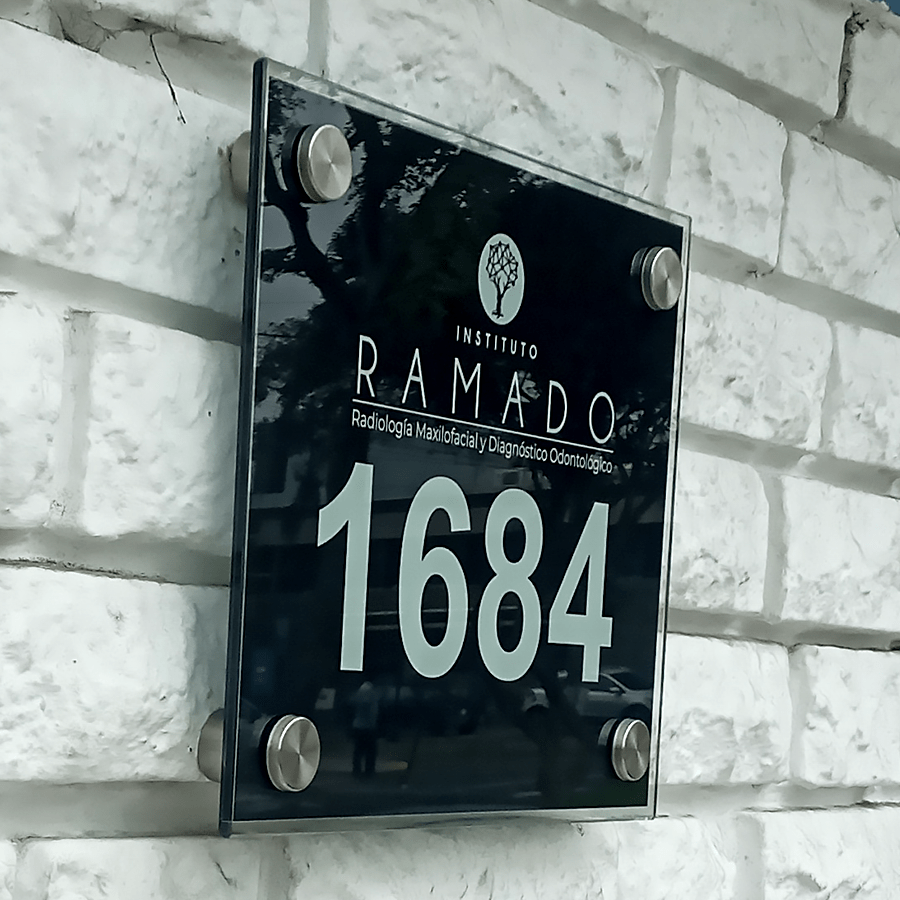 INSTITUTO
RAMADO
Radiología Maxilofacial y Diagnóstico Odontológico
1684